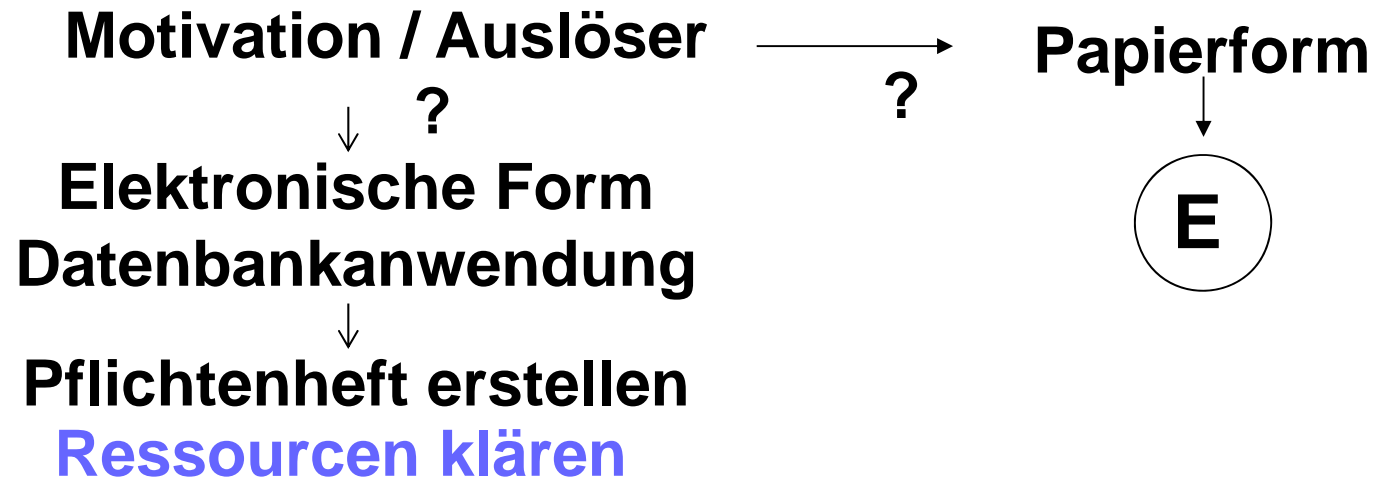 Motivation / Auslöser
?
Papierform
?
Elektronische Form
Datenbankanwendung
E
Pflichtenheft erstellen
Ressourcen klären